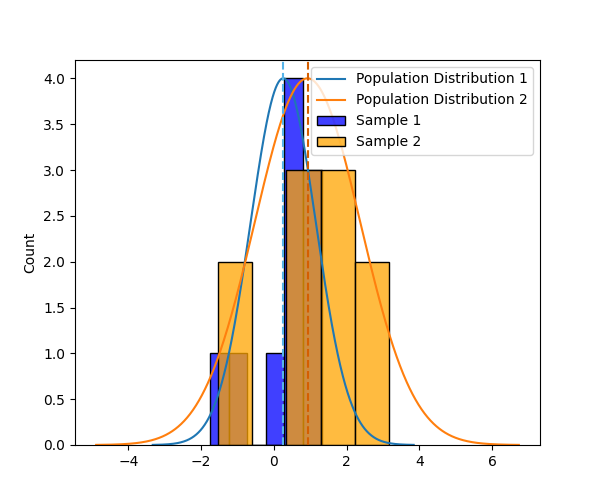 Population Distribution 1
Population Distribution 2
Sample 1
Sample 2
4.0
3.5
3.0
2.5
2.0
1.5
1.0
0.5
0.0
Count
−4 −2 0 2 4 6